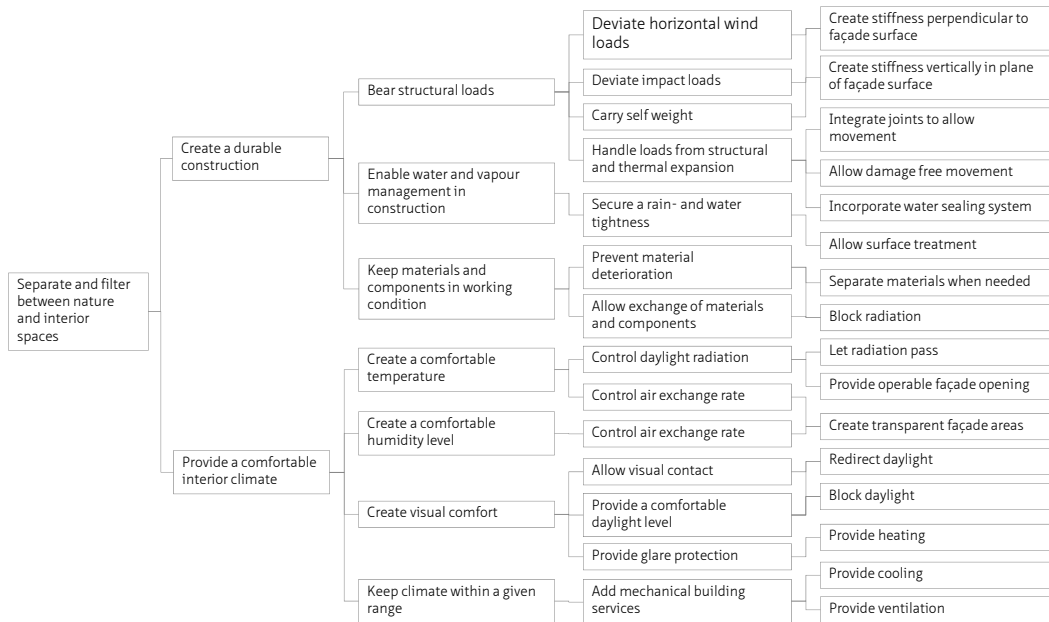 Separate and filter
between nature
and interior
spaces
Create a durable
construction
Provide a comfortable
interior climate
Bear structural loads
Enable water and vapour
management in
construction
Keep materials and
components in working
condition
Create a comfortable
temperature
Create a comfortable
humidity level
Create visual comfort
Keep climate within a given
range
Deviate horizontal wind
loads
Deviate impact loads
Carry self weight
Handle loads from structural
and thermal expansion
Secure a rain- and water
tightness
Prevent material
deterioration
Allow exchange of materials
and components
Control daylight radiation
Control air exchange rate
Control air exchange rate
Allow visual contact
Provide a comfortable
daylight level
Provide glare protection
Add mechanical building
services
Create stiffness perpendicular to
façade surface
Create stiffness vertically in plane
of façade surface
Integrate joints to allow
movement
Allow damage free movement
Incorporate water sealing system
Allow surface treatment
Separate materials when needed
Block radiation
Let radiation pass
Provide operable façade opening
Create transparent façade areas
Redirect daylight
Block daylight
Provide heating
Provide cooling
Provide ventilation